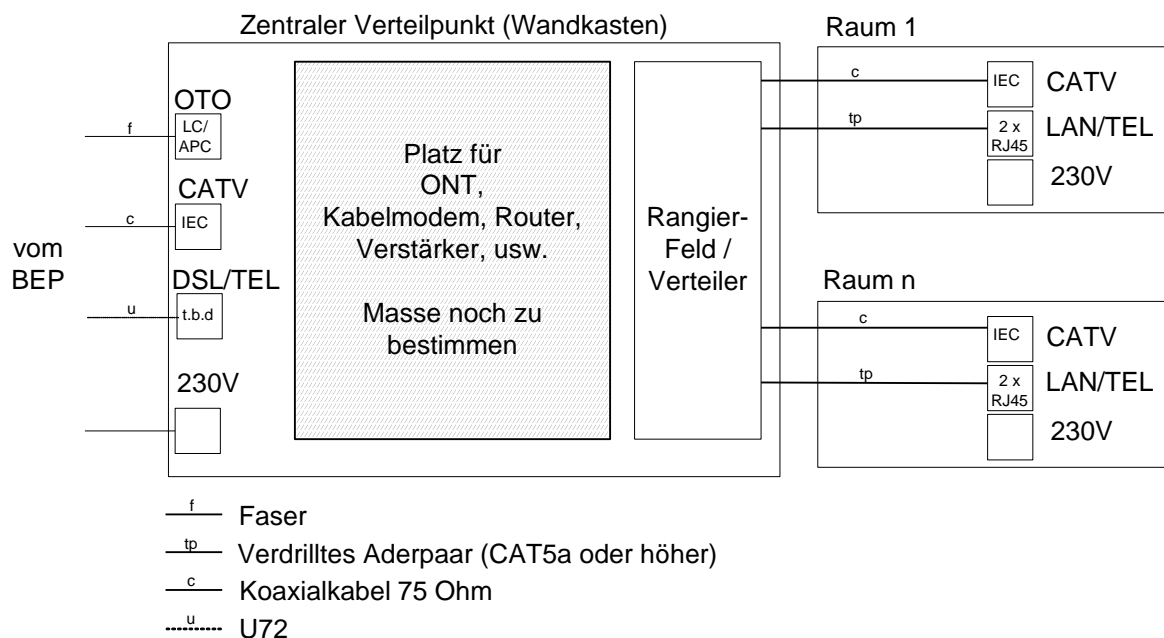 Zentraler Verteilpunkt (Wandkasten)
vom
BEP
f
OTO
LC/
APC
c
CATV
IEC
u
DSL/TEL
t.b.d
230V
Platz für
ONT,
Kabelmodem, Router,
Verstärker, usw.
Masse noch zu
bestimmen
Rangier-
Feld /
Verteiler
Raum 1
c
IEC
CATV
tp
2 x
RJ45
LAN/TEL
230V
Raum n
c
IEC
CATV
tp
2 x
RJ45
LAN/TEL
230V
f
Faser
tp
Verdrilltes Aderpaar (CAT5a oder höher)
c
Koaxialkabel 75 Ohm
u
U72